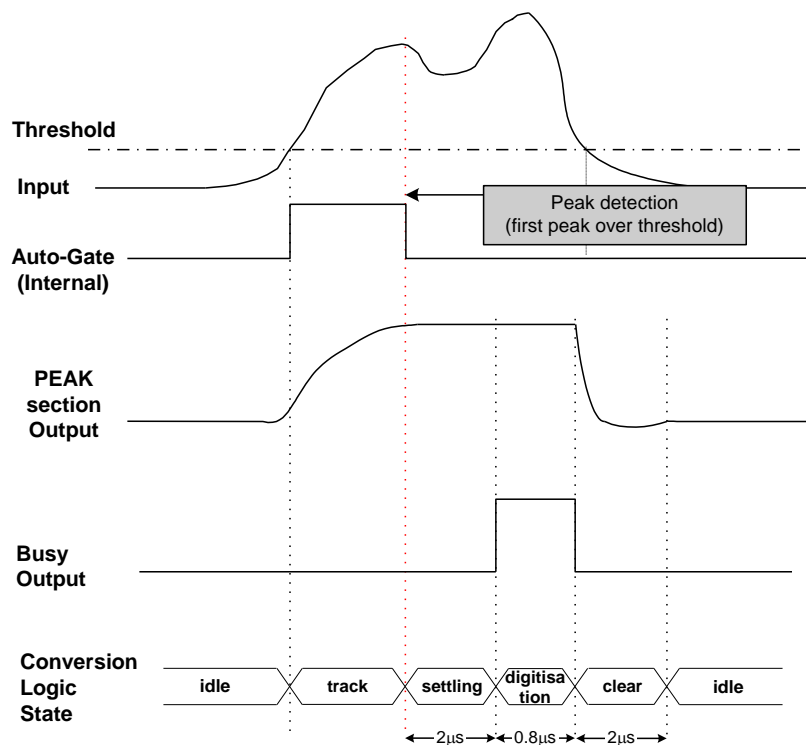 Threshold
Input
Peak detection
(first peak over threshold)
Auto-Gate
(Internal)
PEAK
section
Output
Busy
Output
Conversion
Logic
State
idle
track
settling
digitisa
tion
clear
idle
2µs
0.8µs
2µs